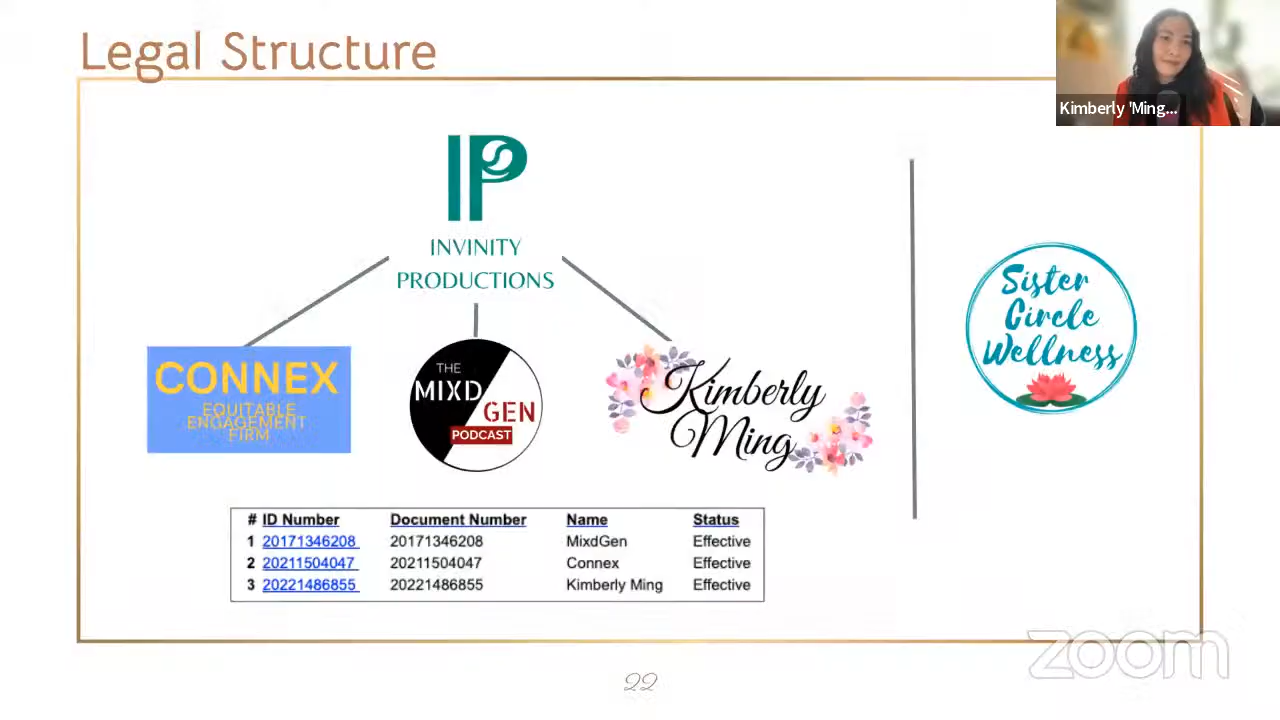 Legal Structure
Kimberly 'Ming...
IP
INVINITY
PRODUCTIONS
CONNEX
EQUITABLE
ENGAGEMENT
FIRM
THE
MIXD
GEN
PODCAST
Kimberly
Ming
Sister
Circle
Wellness
# ID Number Document Number Name Status
1 20171346208 20171346208 MixdGen Effective
2 20211504047 20211504047 Connex Effective
3 20221486855 20221486855 Kimberly Ming Effective
zoom
22